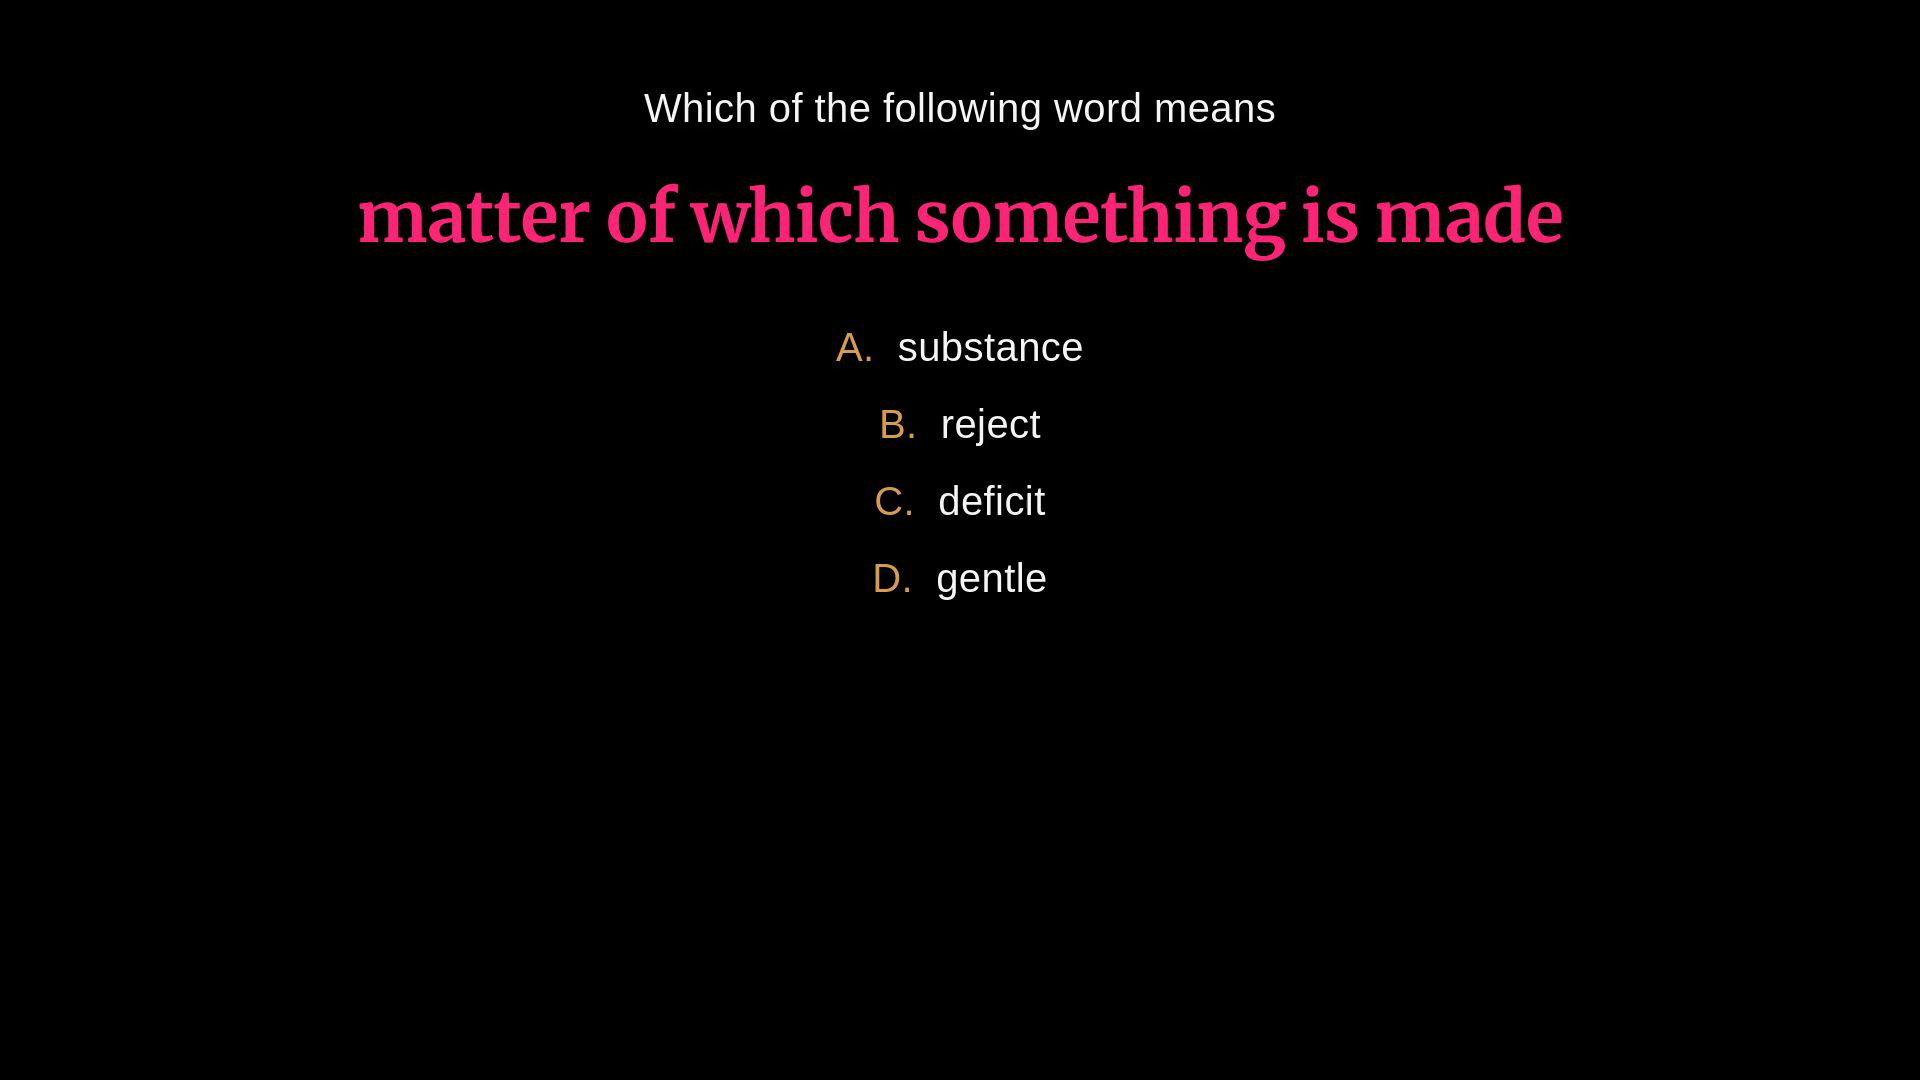 Which of the following word means
matter of which something is made
A. substance
B. reject
C. deficit
D. gentle